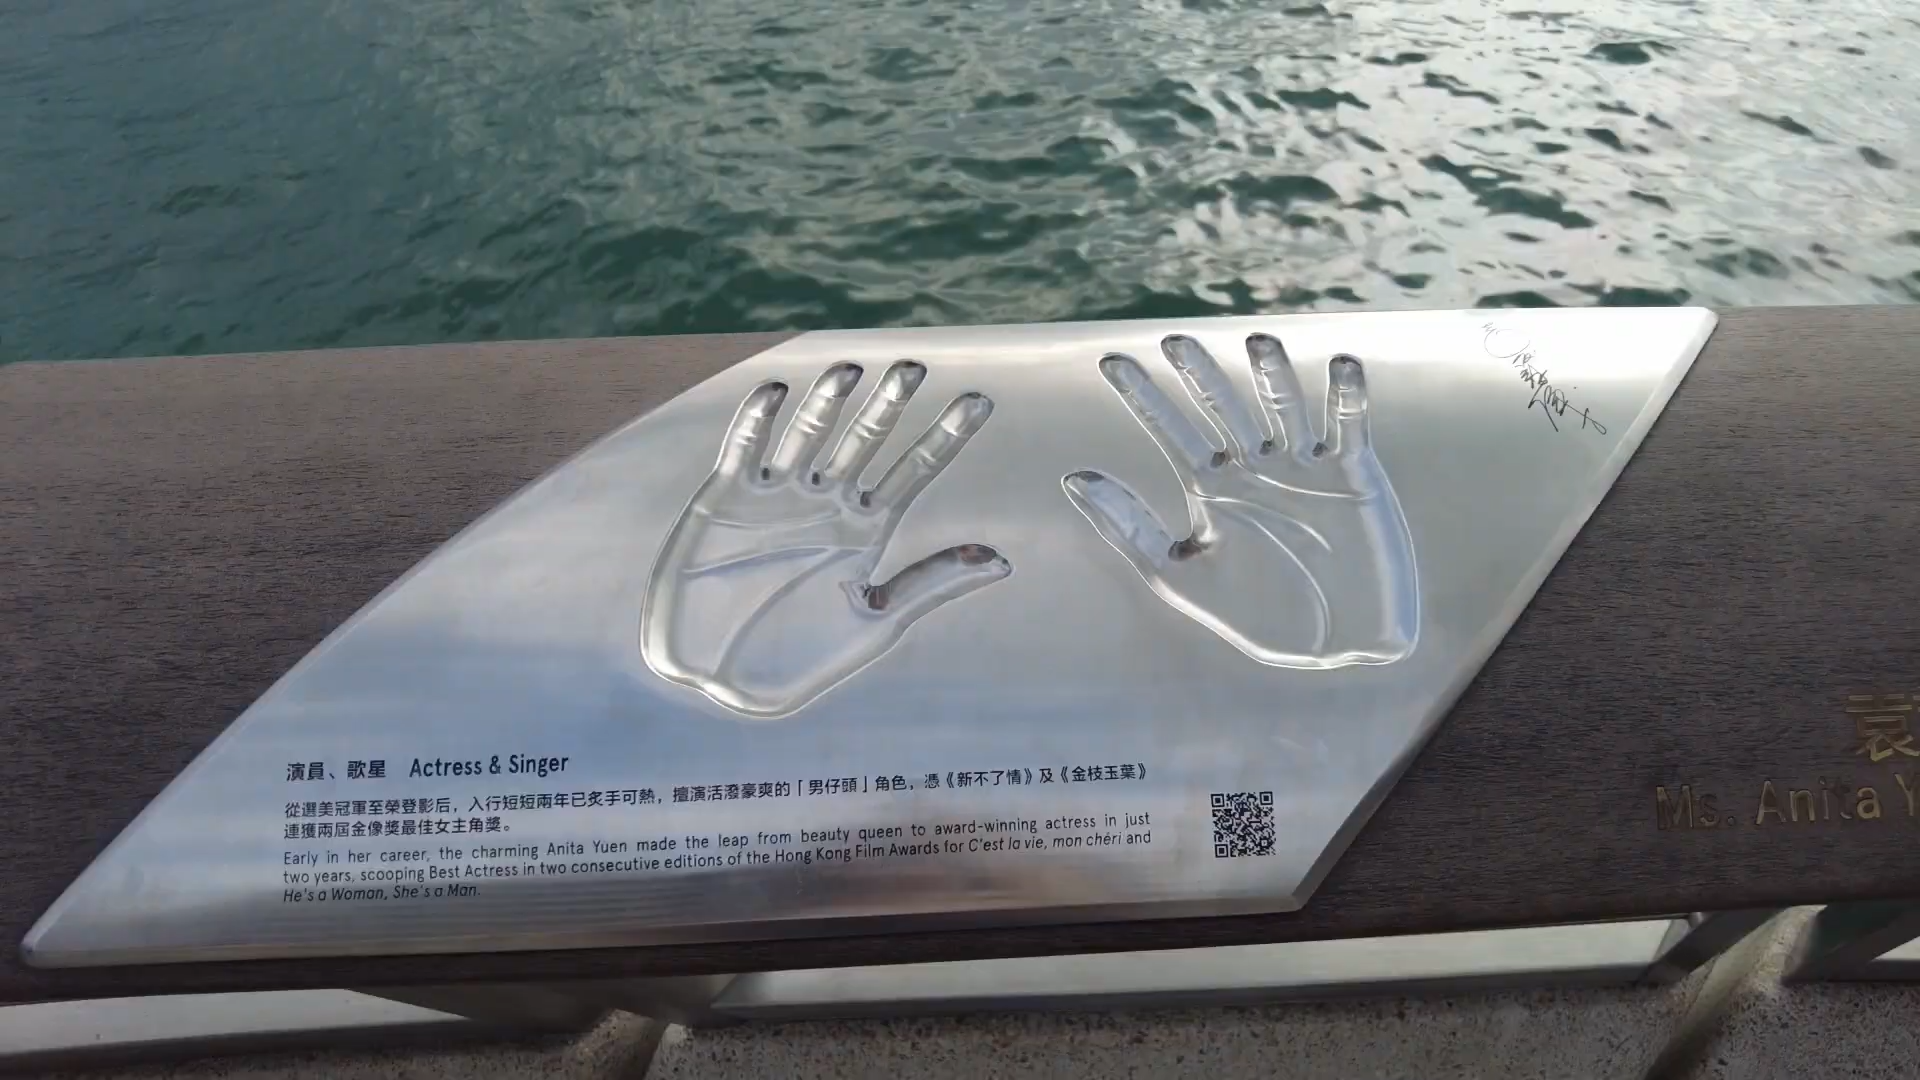 演員、歌星 Actress & Singer
從選美冠軍至榮登影后，入行短短兩年已炙手可熱，擅演活潑豪爽的「男仔頭」角色，憑《新不了情》及《金枝玉葉》
連獲兩屆金像獎最佳女主角獎。
Early in her career, the charming Anita Yuen made the leap from beauty queen to award-winning actress in just
two years, scooping Best Actress in two consecutive editions of the Hong Kong Film Awards for C'est la vie, mon chéri and
He's a Woman, She's a Man.
袁
Ms. Anita Y